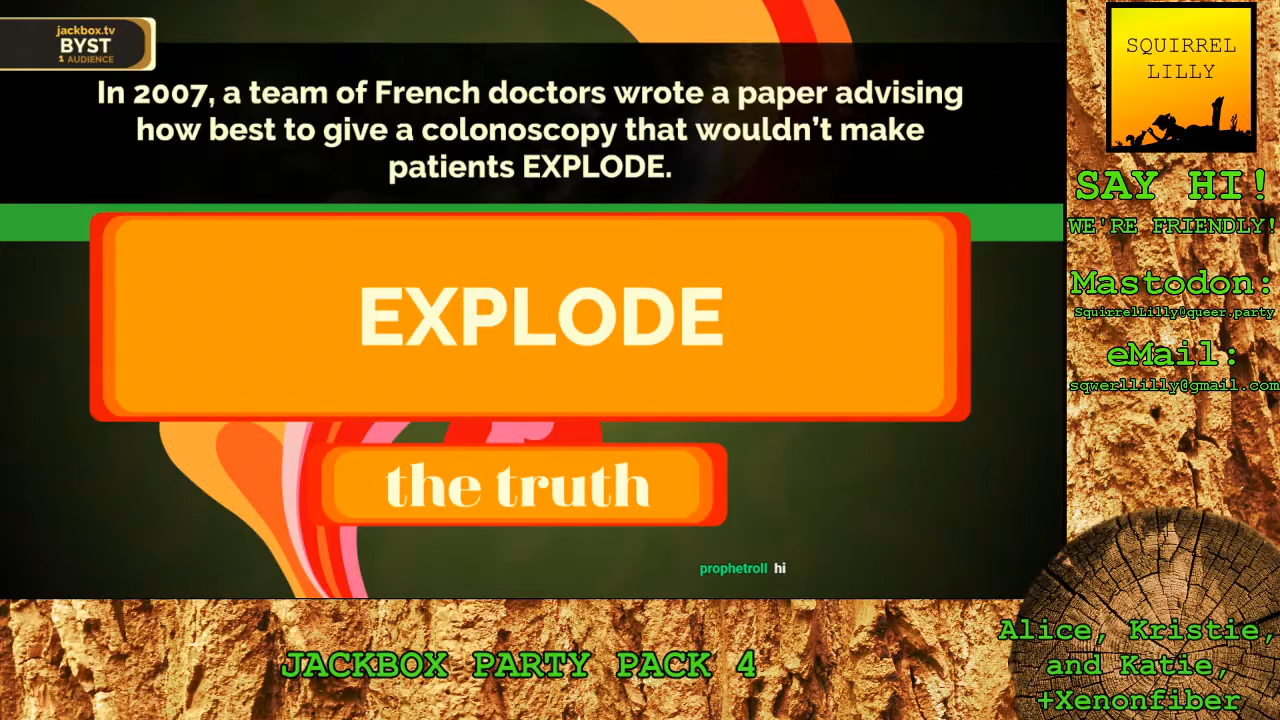 jackbox.tv
BYST
1 AUDIENCE
In 2007, a team of French doctors wrote a paper advising
how best to give a colonoscopy that wouldn't make
patients EXPLODE.
EXPLODE
the truth
prophetroll hi
SQUIRREL
LILLY
SAY HI!
WE'RE FRIENDLY!
Mastodon:
SquirrelLilly@queer.party
eMail:
sqwerllilly@gmail.com
JACKBOX PARTY PACK 4
Alice, Kristie,
and Katie,
+Xenonfiber